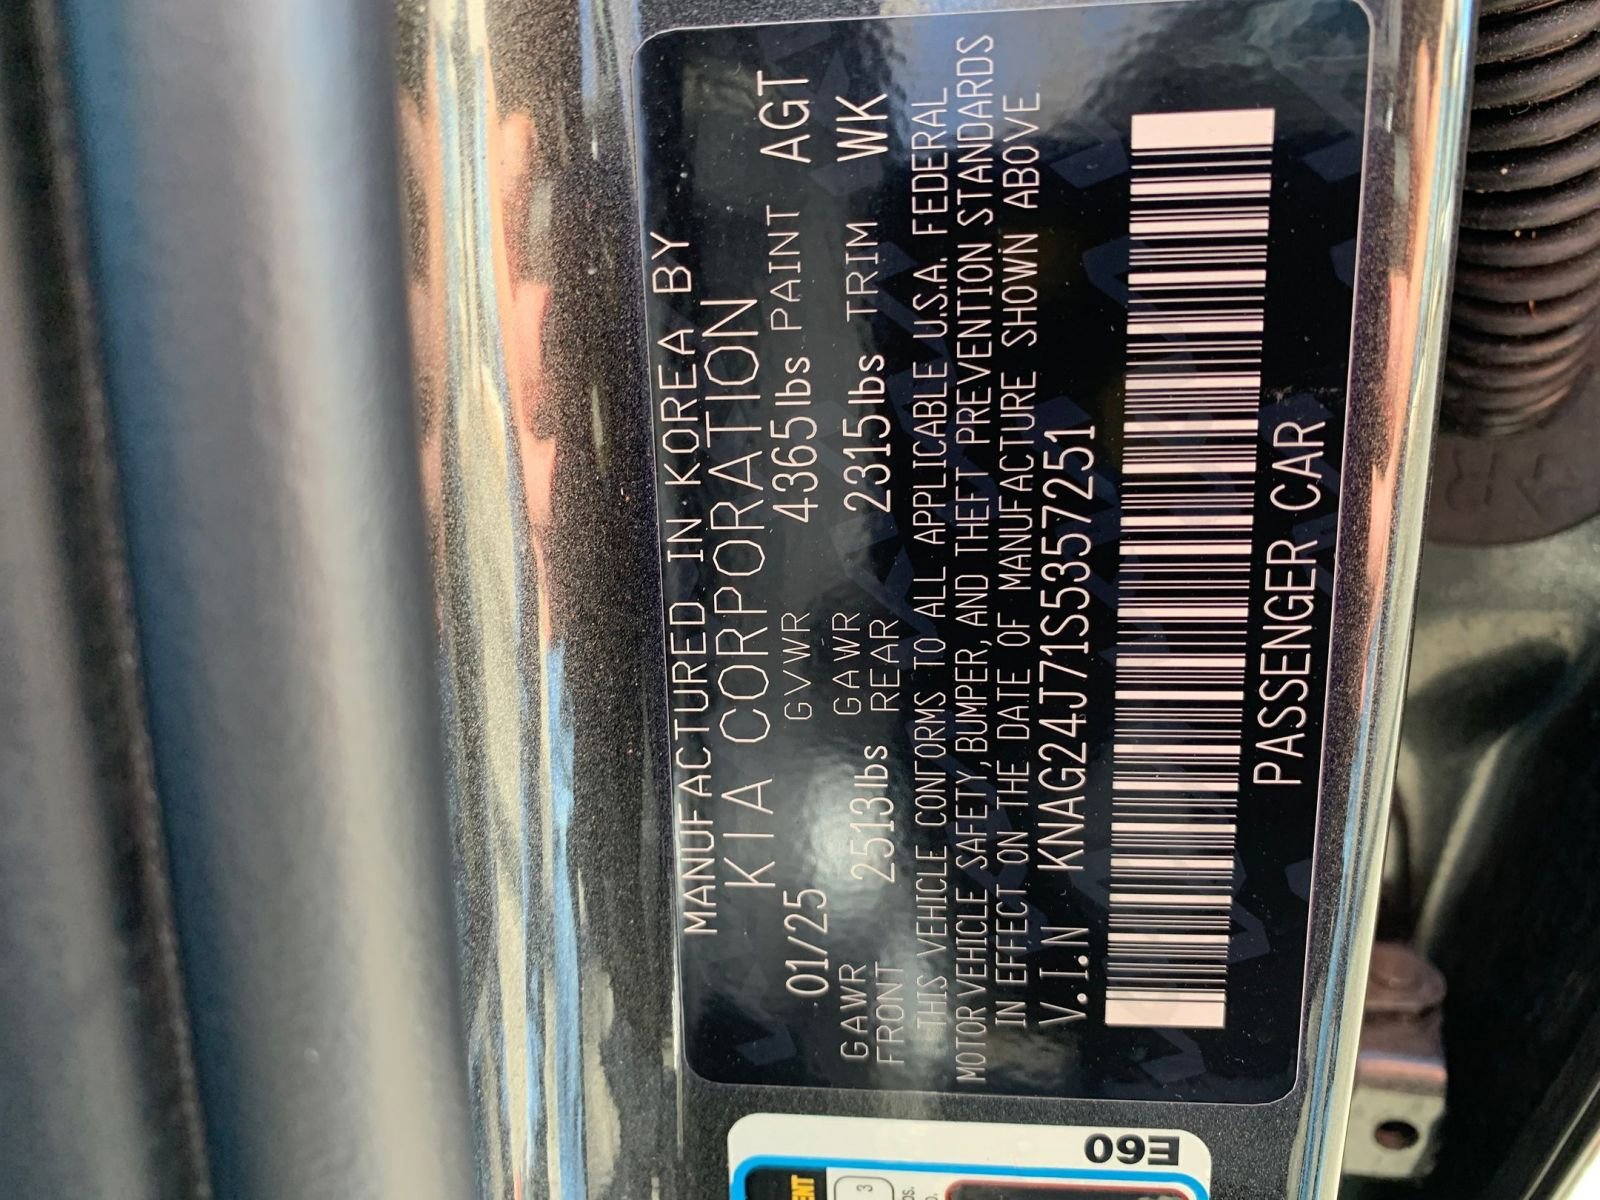 MANUFACTURED IN KOREA BY
KIA CORPORATION
01/25 GVWR 4365lbs PAINT AGT
GAWR FRONT 2513lbs GAWR REAR 2315lbs TRIM WK
THIS VEHICLE CONFORMS TO ALL APPLICABLE U.S.A. FEDERAL
MOTOR VEHICLE SAFETY, BUMPER, AND THEFT PREVENTION STANDARDS
IN EFFECT ON THE DATE OF MANUFACTURE SHOWN ABOVE
V.I.N KNAG24J71S5357251
PASSENGER CAR
E60
3